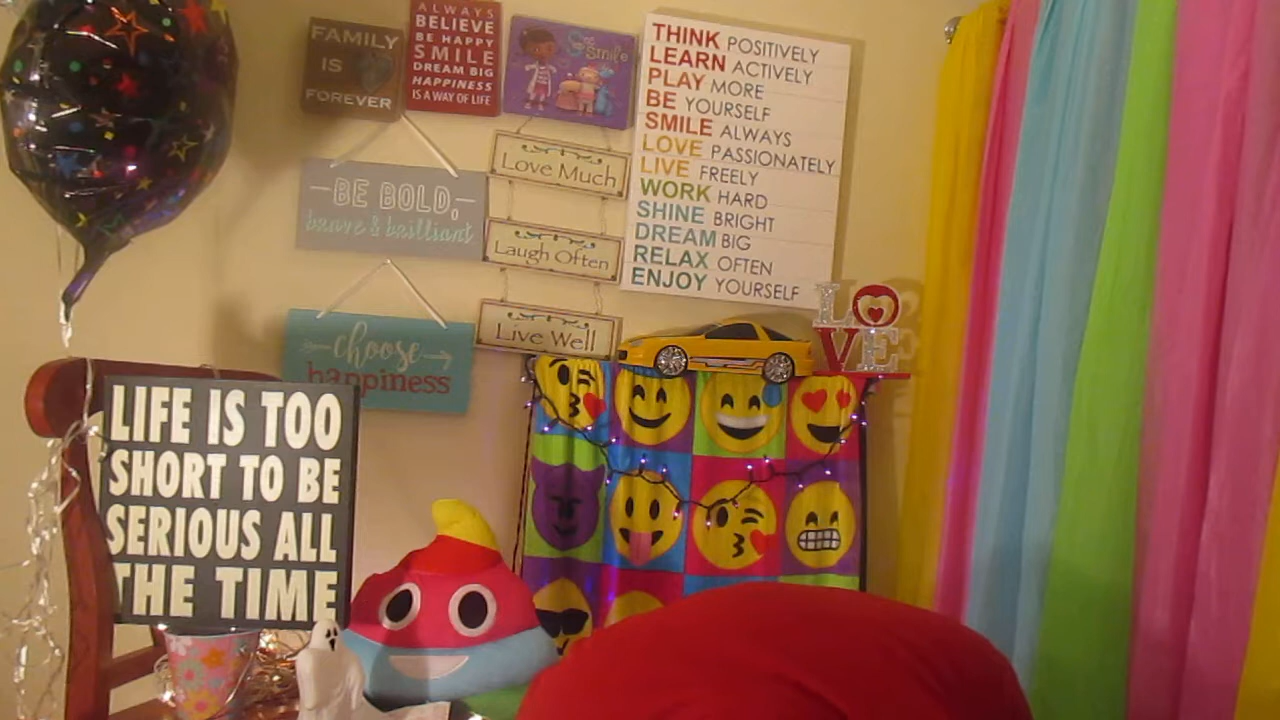 FAMILY
IS
FOREVER
ALWAYS
BELIEVE
BE HAPPY
SMILE
DREAM BIG
HAPPINESS
IS A WAY OF LIFE
Smile
THINK POSITIVELY
LEARN ACTIVELY
PLAY MORE
BE YOURSELF
SMILE ALWAYS
LOVE PASSIONATELY
LIVE FREELY
WORK HARD
SHINE BRIGHT
DREAM BIG
RELAX OFTEN
ENJOY YOURSELF
BE BOLD,
brave & brilliant
Love Much
Laugh Often
Live Well
choose
happiness
LOVE
LIFE IS TOO
SHORT TO BE
SERIOUS ALL
THE TIME